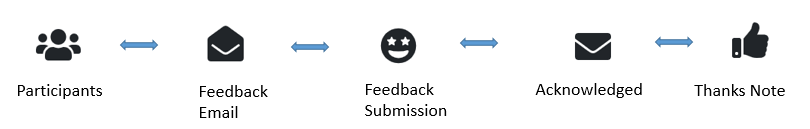 Participants
Feedback
Email
Feedback
Submission
Acknowledged
Thanks Note